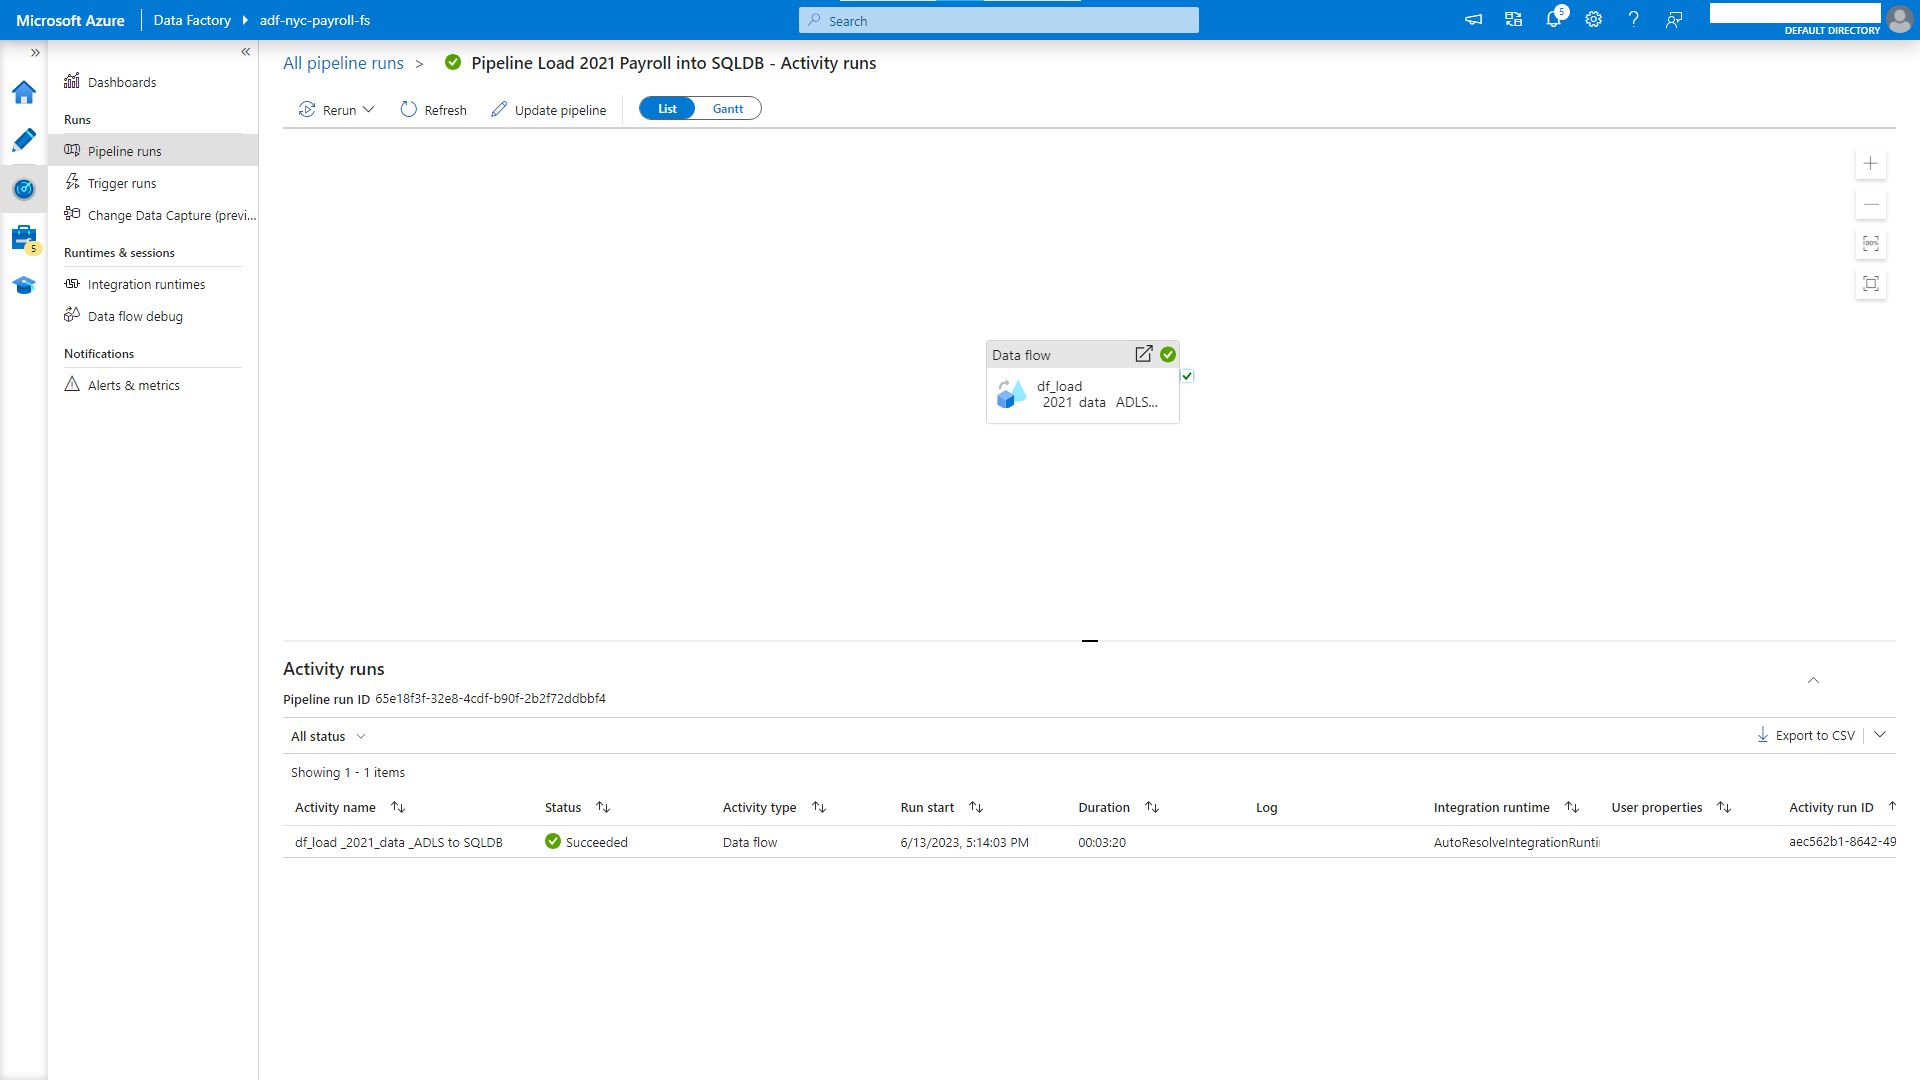 Microsoft Azure
Data Factory
adf-nyc-payroll-fs
Search
5
DEFAULT DIRECTORY
»
«
Dashboards
Runs
Pipeline runs
Trigger runs
Change Data Capture (previ...
5
Runtimes & sessions
Integration runtimes
Data flow debug
Notifications
Alerts & metrics
All pipeline runs >
Pipeline Load 2021 Payroll into SQLDB - Activity runs
Rerun
Refresh
Update pipeline
List
Gantt
100%
Data flow
df_load
_2021_data _ADLS...
Activity runs
Pipeline run ID 65e18f3f-32e8-4cdf-b90f-2b2f72ddbbf4
All status
Export to CSV
Showing 1 - 1 items
Activity name
Status
Activity type
Run start
Duration
Log
Integration runtime
User properties
Activity run ID
df_load _2021_data _ADLS to SQLDB
Succeeded
Data flow
6/13/2023, 5:14:03 PM
00:03:20
AutoResolveIntegrationRunti
aec562b1-8642-49